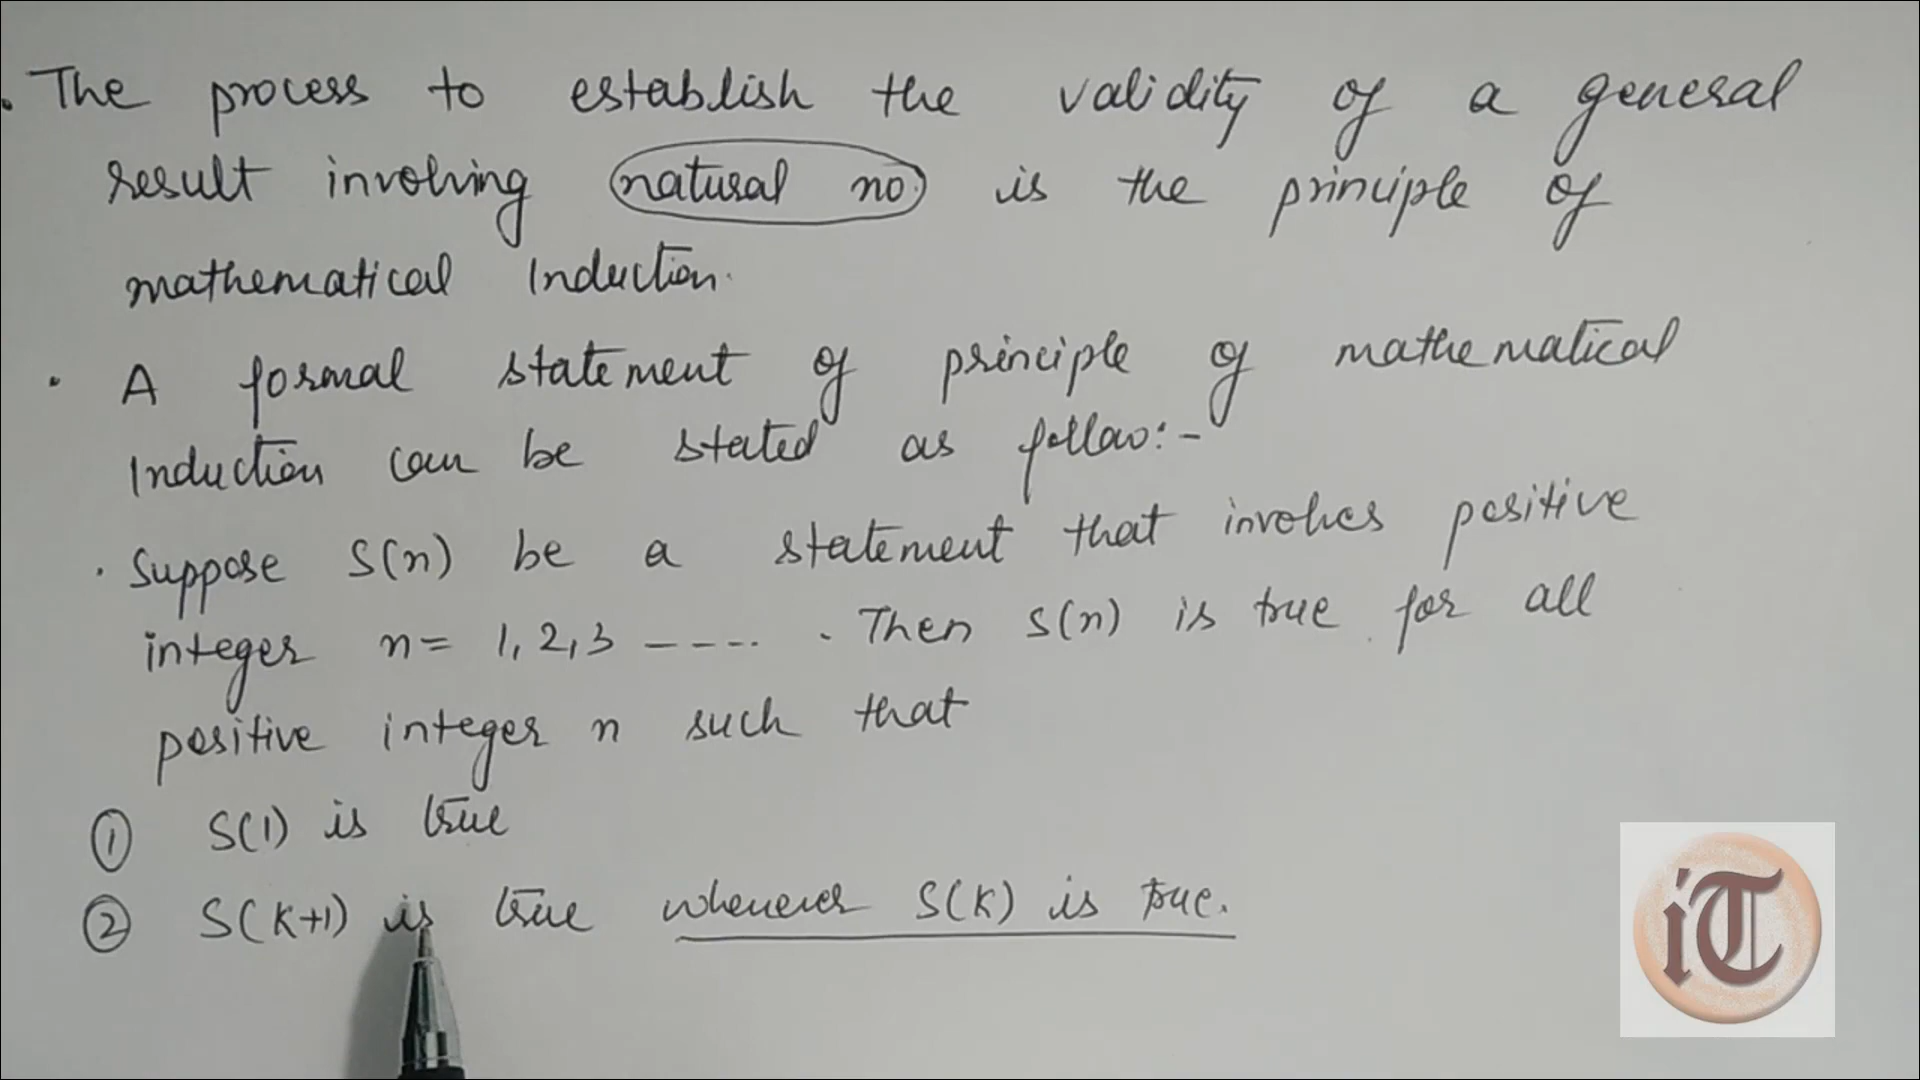 . The process to establish the validity of a general
result involving natural no. is the principle of
mathematical Induction.
. A formal statement of principle of mathematical
Induction can be stated as follow:-
. Suppose S(n) be a statement that involves positive
integer n = 1, 2, 3 ----.. . Then S(n) is true for all
positive integer n such that
① S(1) is true
② S(K+1) is true whenever S(K) is true.
iT